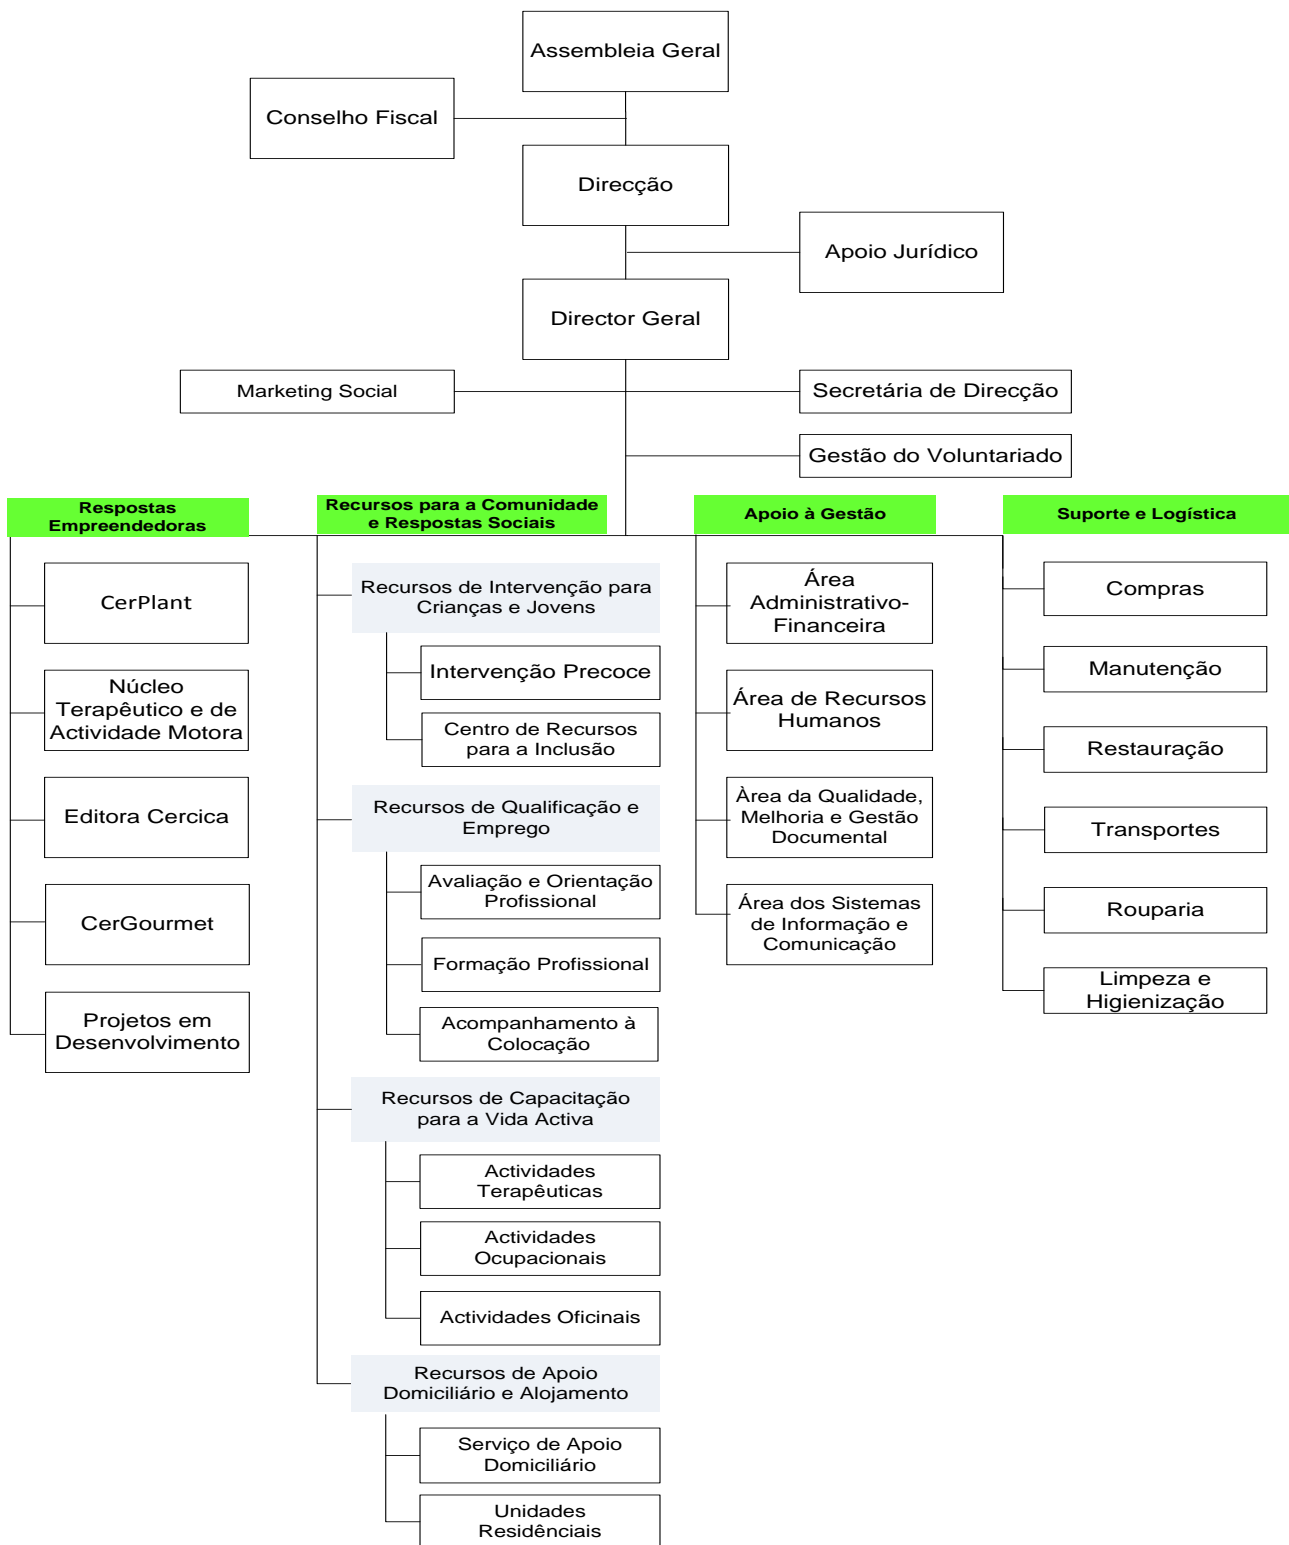 Assembleia Geral
Conselho Fiscal
Direcção
Apoio Jurídico
Director Geral
Marketing Social
Secretária de Direcção
Gestão do Voluntariado
Respostas
Empreendedoras
CerPlant
Núcleo
Terapêutico e de
Actividade Motora
Editora Cercica
CerGourmet
Projetos em
Desenvolvimento
Recursos para a Comunidade
e Respostas Sociais
Recursos de Intervenção para
Crianças e Jovens
Intervenção Precoce
Centro de Recursos
para a Inclusão
Recursos de Qualificação e
Emprego
Avaliação e Orientação
Profissional
Formação Profissional
Acompanhamento à
Colocação
Recursos de Capacitação
para a Vida Activa
Actividades
Terapêuticas
Actividades
Ocupacionais
Actividades Oficinais
Recursos de Apoio
Domiciliário e Alojamento
Serviço de Apoio
Domiciliário
Unidades
Residênciais
Apoio à Gestão
Área
Administrativo-
Financeira
Área de Recursos
Humanos
Àrea da Qualidade,
Melhoria e Gestão
Documental
Área dos Sistemas
de Informação e
Comunicação
Suporte e Logística
Compras
Manutenção
Restauração
Transportes
Rouparia
Limpeza e
Higienização